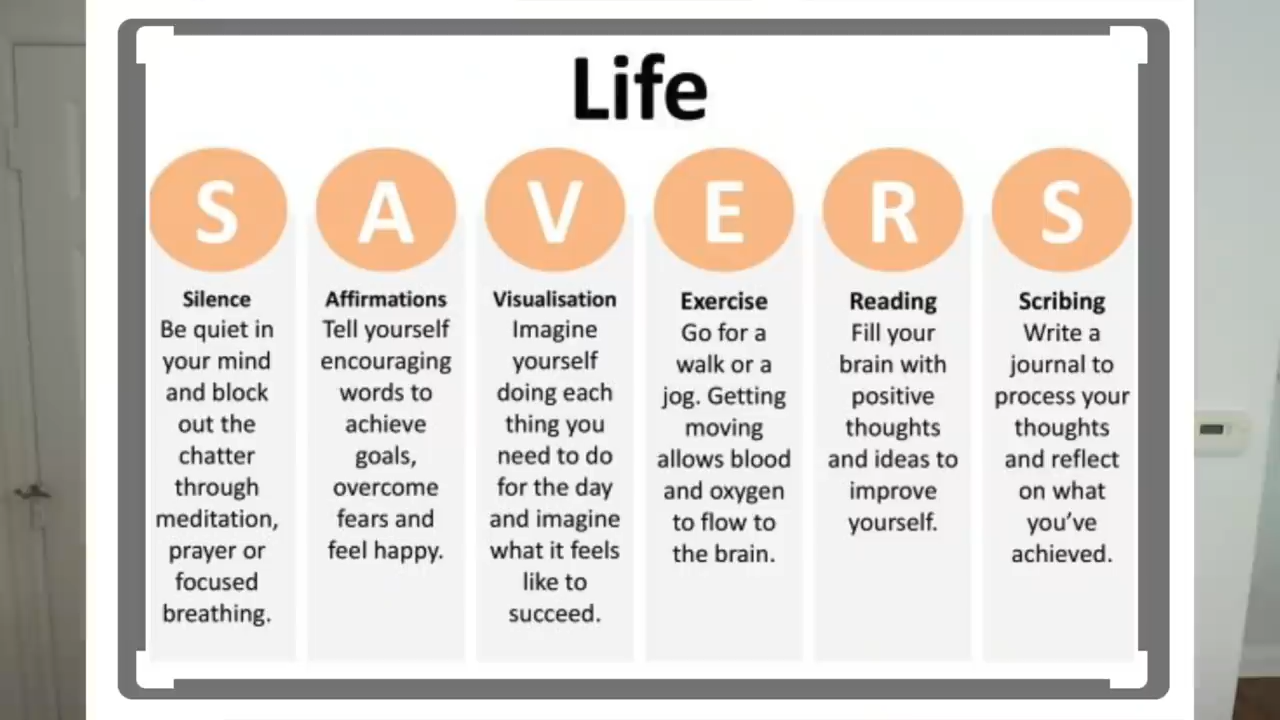 Life
S A V E R S
Silence
Be quiet in
your mind
and block
out the
chatter
through
meditation,
prayer or
focused
breathing.
Affirmations
Tell yourself
encouraging
words to
achieve
goals,
overcome
fears and
feel happy.
Visualisation
Imagine
yourself
doing each
thing you
need to do
for the day
and imagine
what it feels
like to
succeed.
Exercise
Go for a
walk or a
jog. Getting
moving
allows blood
and oxygen
to flow to
the brain.
Reading
Fill your
brain with
positive
thoughts
and ideas to
improve
yourself.
Scribing
Write a
journal to
process your
thoughts
and reflect
on what
you’ve
achieved.